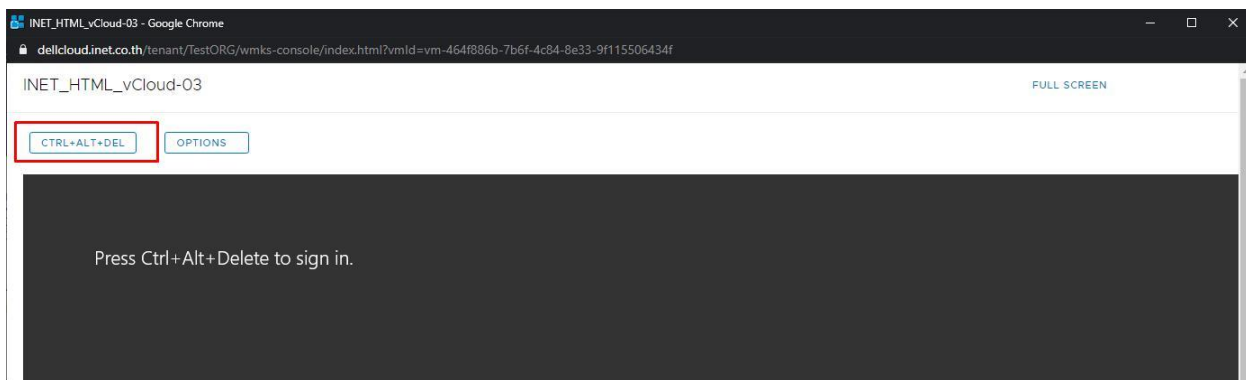 INET_HTML_vCloud-03 - Google Chrome
dellcloud.inet.co.th/tenant/TestORG/wmks-console/index.html?vmId=vm-464f886b-7b6f-4c84-8e33-9f115506434f
INET_HTML_vCloud-03 FULL SCREEN
CTRL+ALT+DEL OPTIONS
Press Ctrl+Alt+Delete to sign in.